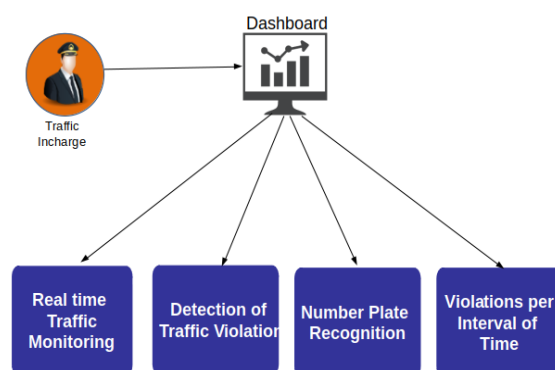 Dashboard
Traffic
Incharge
Real time
Traffic
Monitoring
Detection of
Traffic Violation
Number Plate
Recognition
Violations per
Interval of
Time